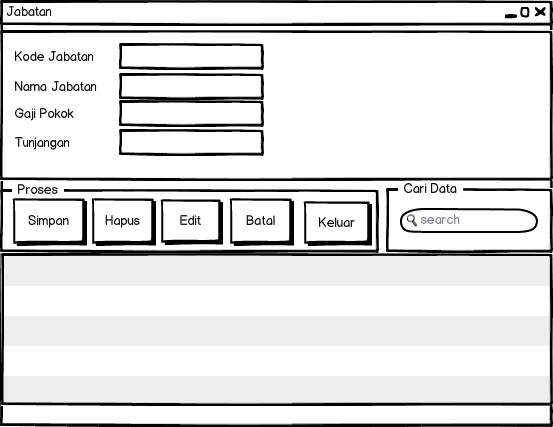 Jabatan
Kode Jabatan
Nama Jabatan
Gaji Pokok
Tunjangan
Proses
Cari Data
Simpan
Hapus
Edit
Batal
Keluar
search